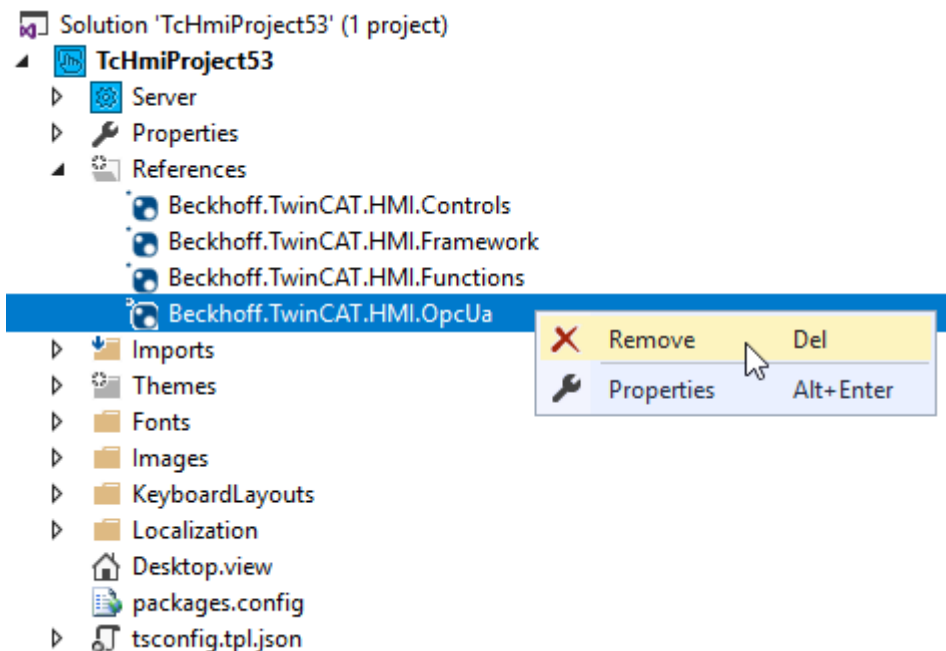 Solution 'TcHmiProject53' (1 project)
TcHmiProject53
Server
Properties
References
Beckhoff.TwinCAT.HMI.Controls
Beckhoff.TwinCAT.HMI.Framework
Beckhoff.TwinCAT.HMI.Functions
Beckhoff.TwinCAT.HMI.OpcUa
Remove Del
Properties Alt+Enter
Imports
Themes
Fonts
Images
KeyboardLayouts
Localization
Desktop.view
packages.config
tsconfig.tpl.json